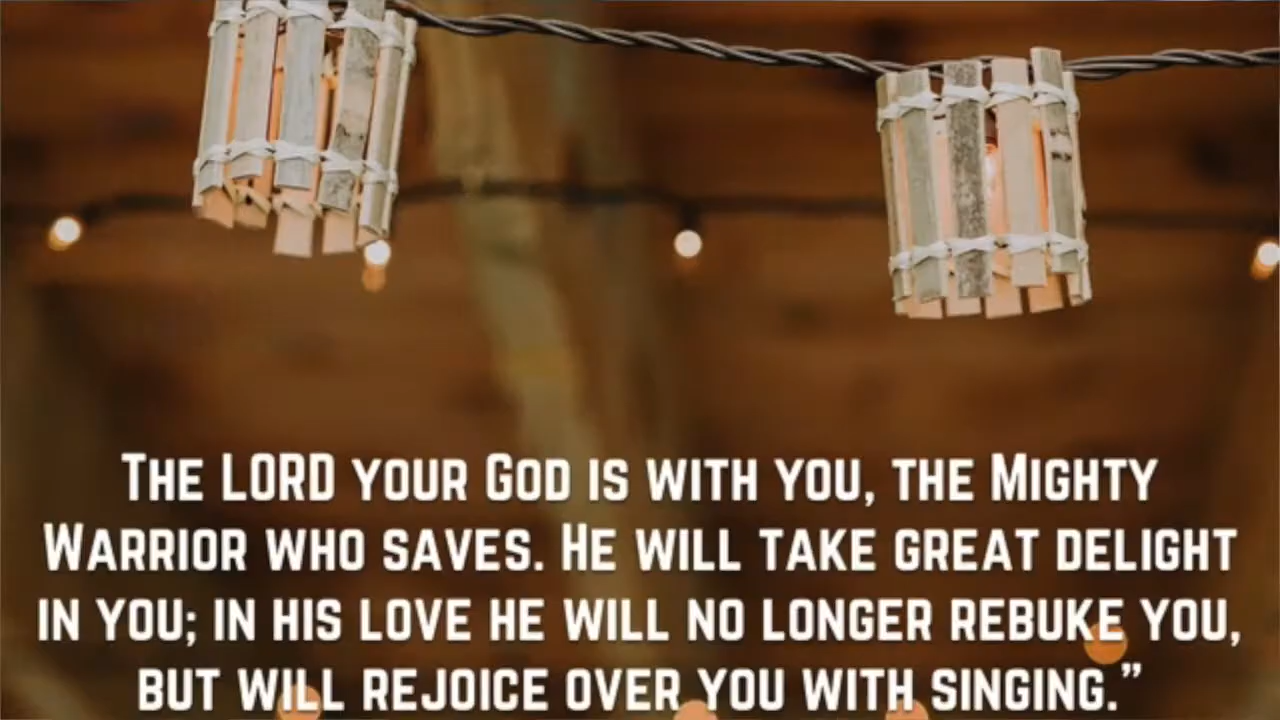 The LORD your God is with you, the Mighty
Warrior who saves. He will take great delight
in you; in his love he will no longer rebuke you,
but will rejoice over you with singing.”